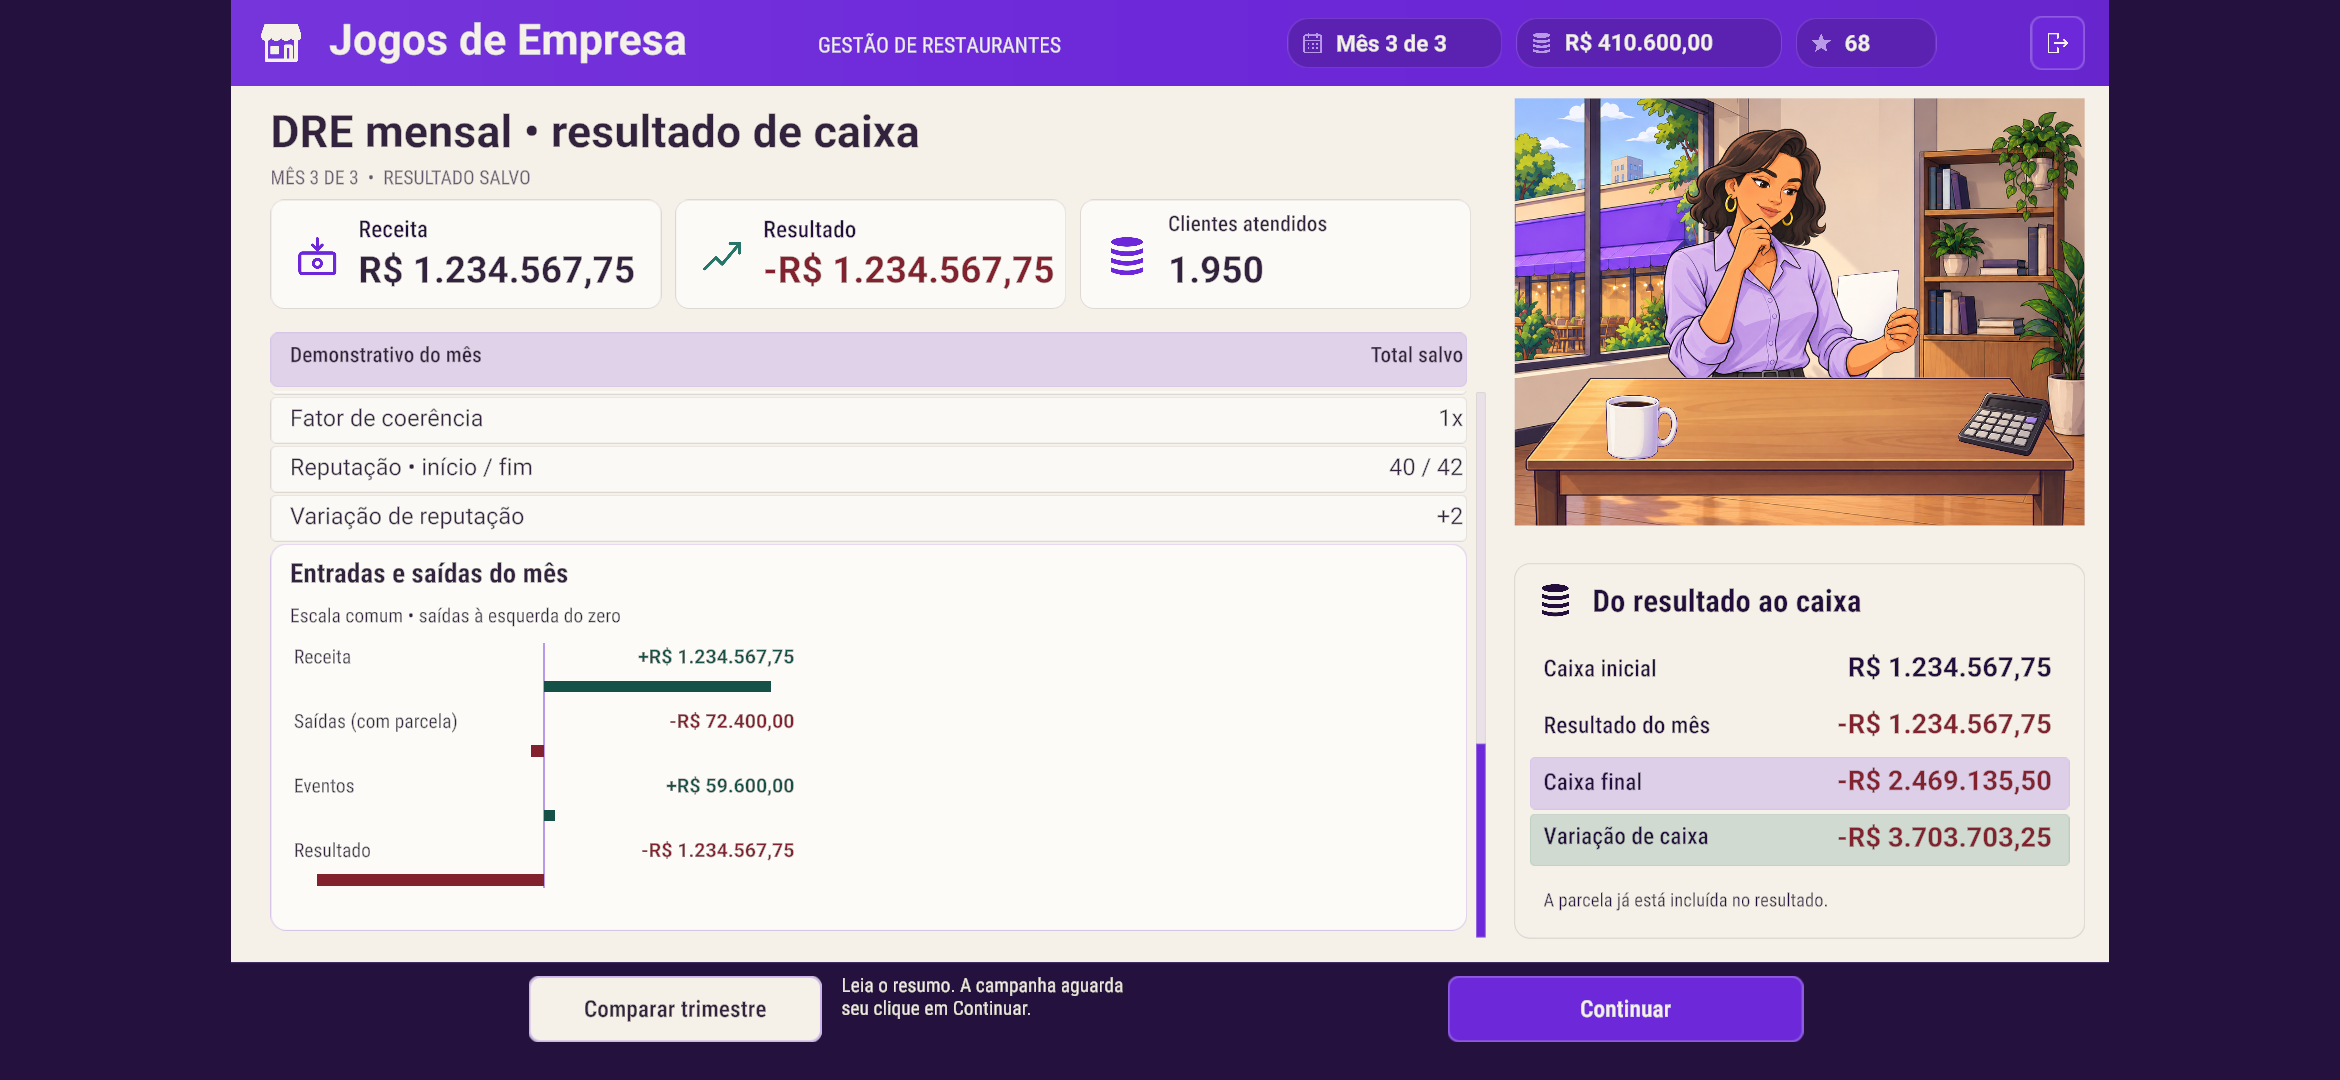 Jogos de Empresa
GESTÃO DE RESTAURANTES
Mês 3 de 3
R$ 410.600,00
68
DRE mensal • resultado de caixa
MÊS 3 DE 3 • RESULTADO SALVO
Receita
R$ 1.234.567,75
Resultado
-R$ 1.234.567,75
Clientes atendidos
1.950
Demonstrativo do mês Total salvo
Fator de coerência 1x
Reputação • início / fim 40 / 42
Variação de reputação +2
Entradas e saídas do mês
Escala comum • saídas à esquerda do zero
Receita +R$ 1.234.567,75
Saídas (com parcela) -R$ 72.400,00
Eventos +R$ 59.600,00
Resultado -R$ 1.234.567,75
Do resultado ao caixa
Caixa inicial R$ 1.234.567,75
Resultado do mês -R$ 1.234.567,75
Caixa final -R$ 2.469.135,50
Variação de caixa -R$ 3.703.703,25
A parcela já está incluída no resultado.
Comparar trimestre
Leia o resumo. A campanha aguarda
seu clique em Continuar.
Continuar